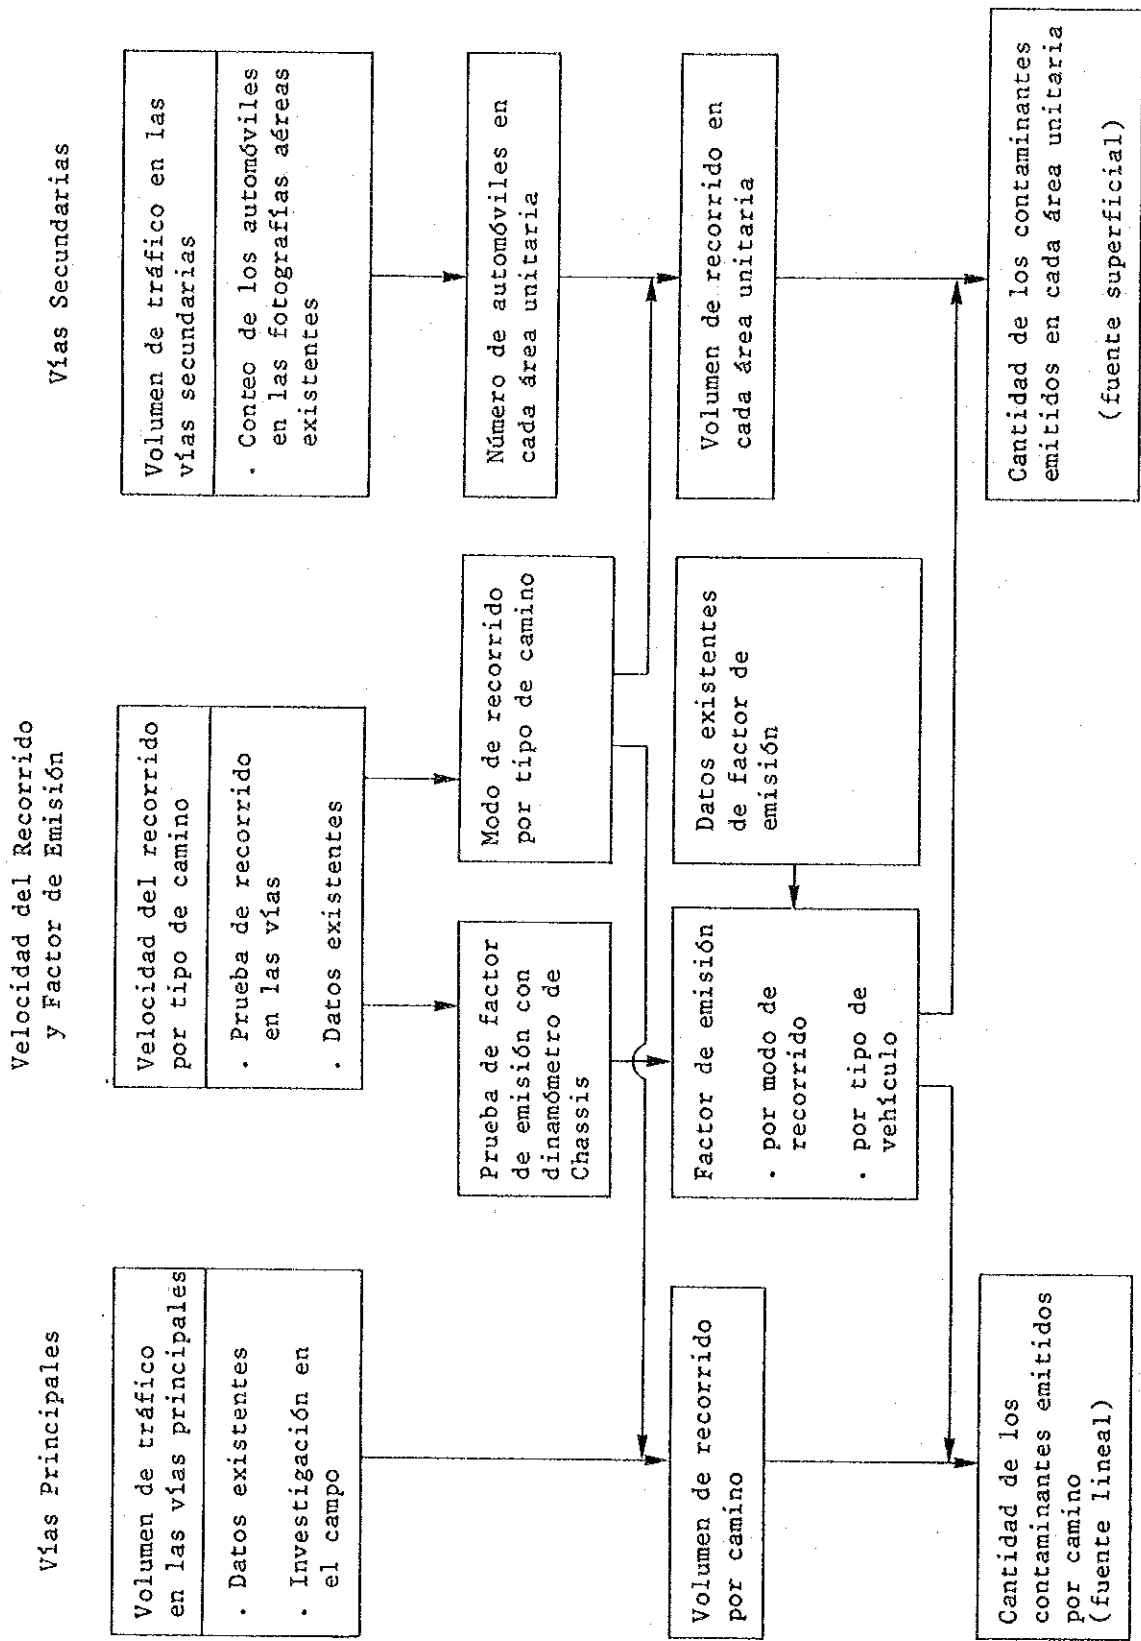 Vías Principales
Volumen de tráfico
en las vías principales
. Datos existentes
. Investigación en
el campo
Volumen de recorrido
por camino
Cantidad de los
contaminantes emitidos
por camino
(fuente lineal)
Velocidad del Recorrido
y Factor de Emisión
Velocidad del recorrido
por tipo de camino
. Prueba de recorrido
en las vías
. Datos existentes
Prueba de factor
de emisión con
dinamómetro de
Chassis
Modo de recorrido
por tipo de camino
Factor de emisión
. por modo de
recorrido
. por tipo de
vehículo
Datos existentes
de factor de
emisión
Vías Secundarias
Volumen de tráfico en las
vías secundarias
. Conteo de los automóviles
en las fotografías aéreas
existentes
Número de automóviles en
cada área unitaria
Volumen de recorrido en
cada área unitaria
Cantidad de los contaminantes
emitidos en cada área unitaria
(fuente superficial)